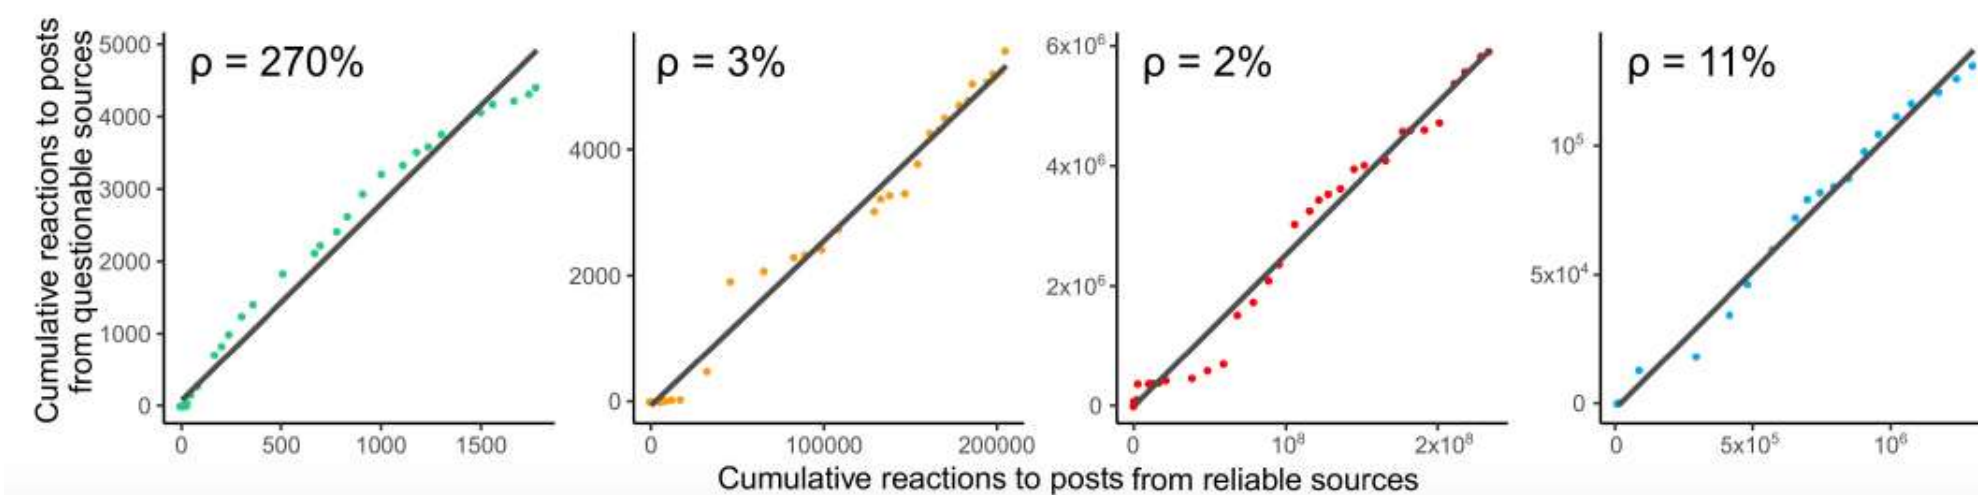 Cumulative reactions to posts
from questionable sources
ρ = 270%
5000
4000
3000
2000
1000
0
0 500 1000 1500
ρ = 3%
4000
2000
0
0 100000 200000
ρ = 2%
6x10⁶
4x10⁶
2x10⁶
0
0 10⁸ 2x10⁸
ρ = 11%
10⁵
5x10⁴
0
0 5x10⁵ 10⁶
Cumulative reactions to posts from reliable sources